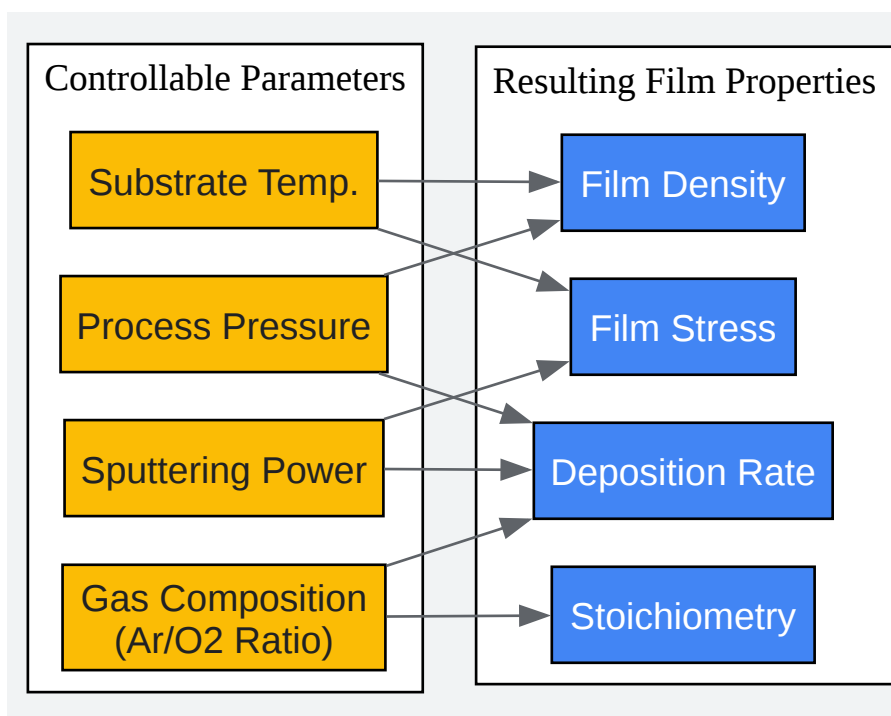 Controllable Parameters
Substrate Temp.
Process Pressure
Sputtering Power
Gas Composition
(Ar/O2 Ratio)
Resulting Film Properties
Film Density
Film Stress
Deposition Rate
Stoichiometry